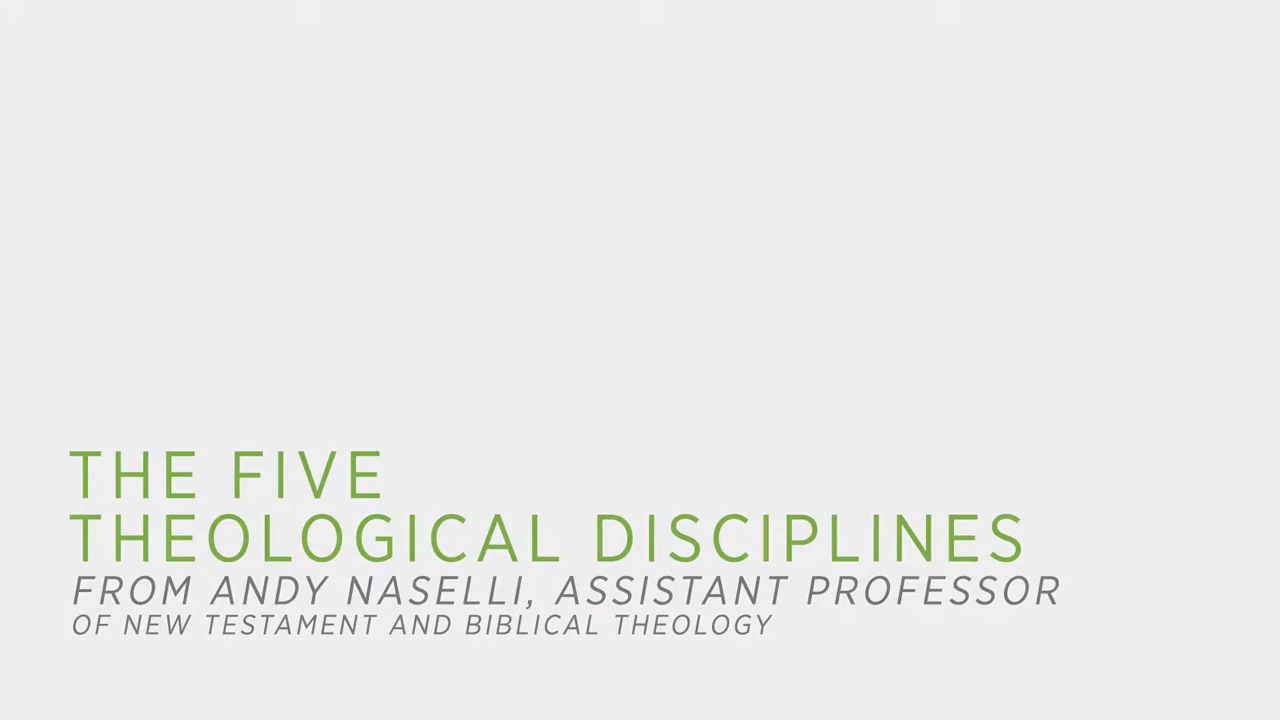 THE FIVE
THEOLOGICAL DISCIPLINES
FROM ANDY NASELLI, ASSISTANT PROFESSOR
OF NEW TESTAMENT AND BIBLICAL THEOLOGY